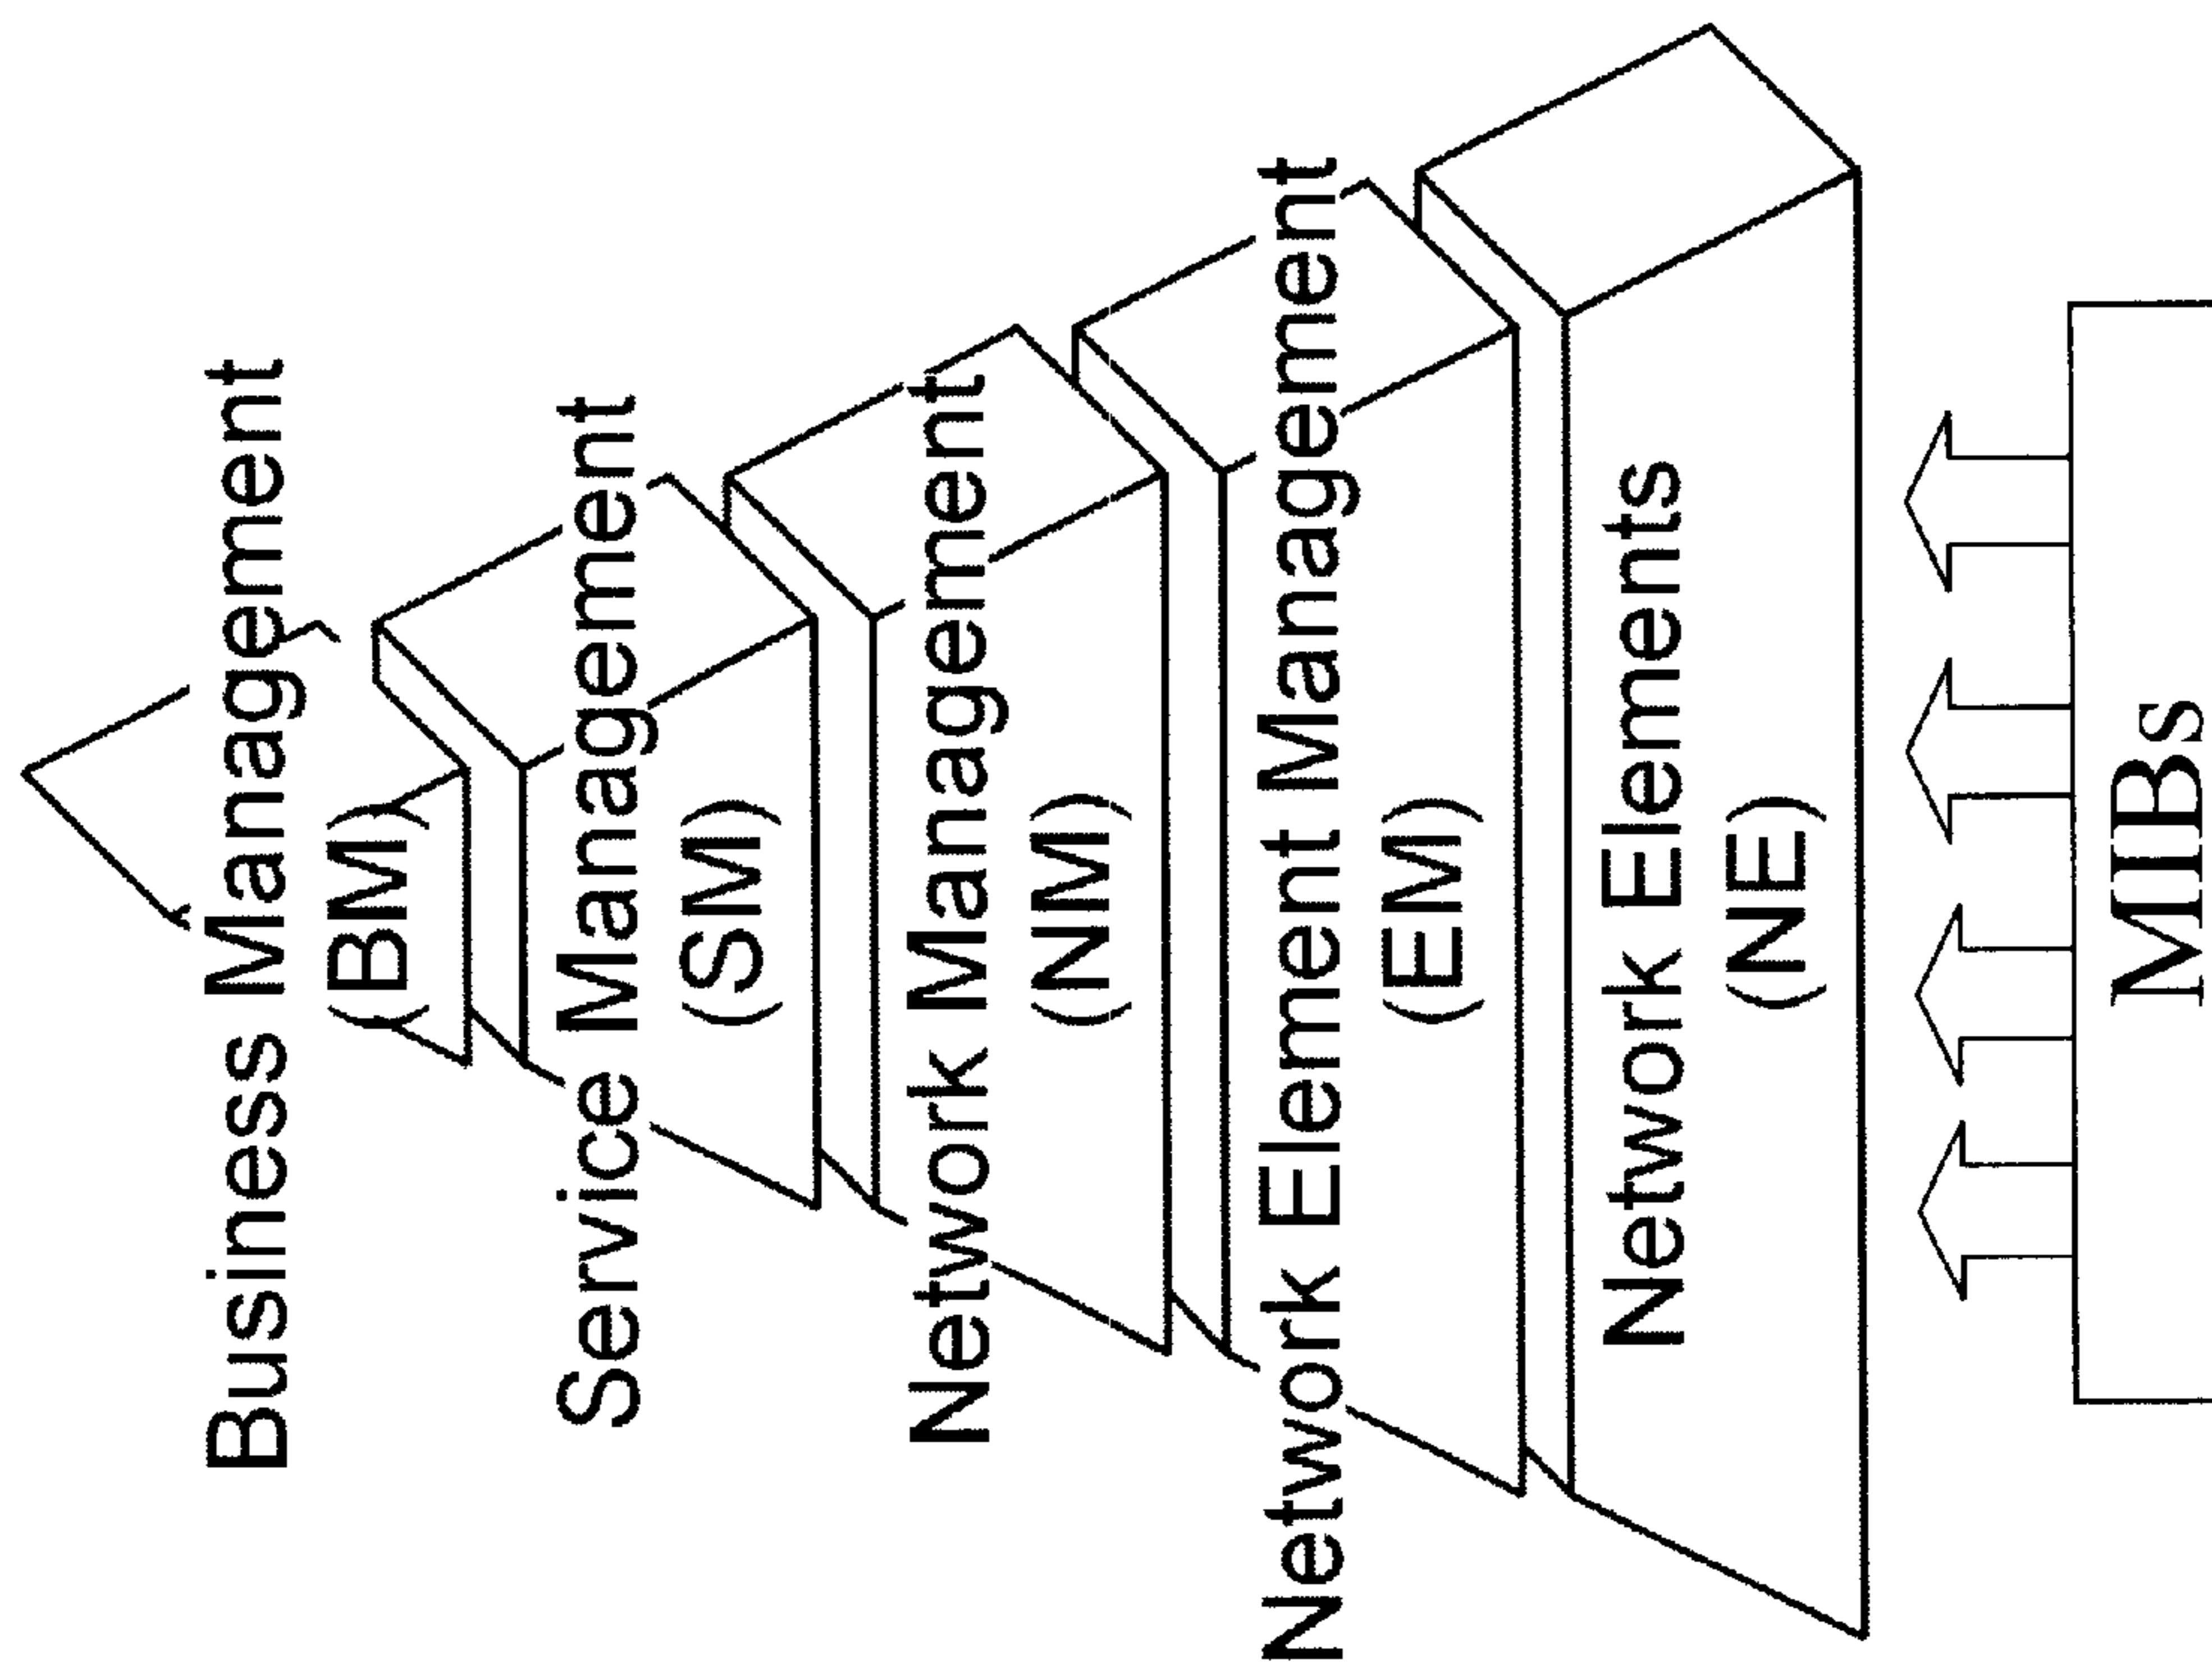 Business Management
(BM)
Service Management
(SM)
Network Management
(NM)
Network Element Management
(EM)
Network Elements
(NE)
MIBs